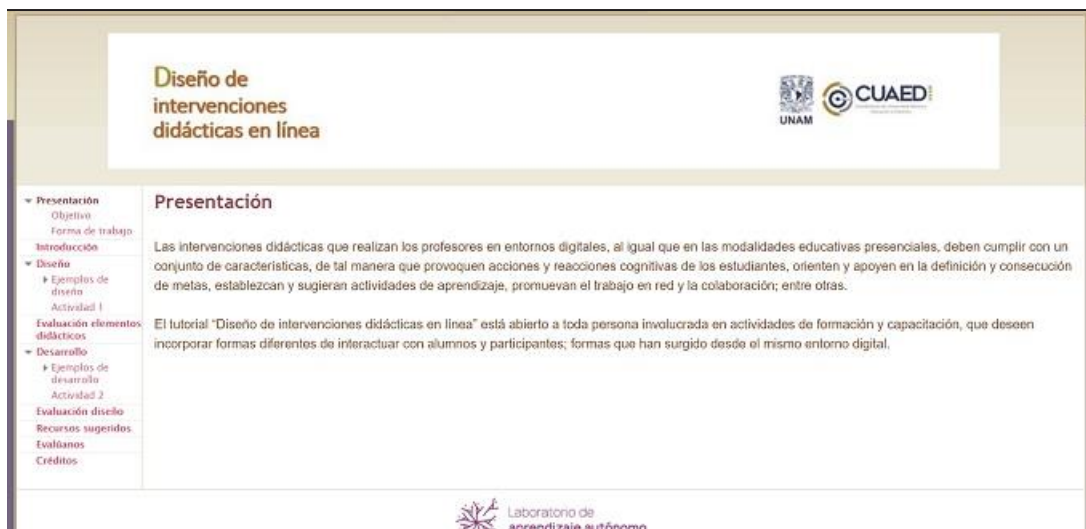 Diseño de
intervenciones
didácticas en línea
UNAM
CUAED
Presentación
Objetivo
Forma de trabajo
Introducción
Diseño
Ejemplos de
diseño
Actividad 1
Evaluación elementos
didácticos
Desarrollo
Ejemplos de
desarrollo
Actividad 2
Evaluación diseño
Recursos sugeridos
Evalúanos
Créditos
Presentación
Las intervenciones didácticas que realizan los profesores en entornos digitales, al igual que en las modalidades educativas presenciales, deben cumplir con un
conjunto de características, de tal manera que provoquen acciones y reacciones cognitivas de los estudiantes, orienten y apoyen en la definición y consecución
de metas, establezcan y sugieran actividades de aprendizaje, promuevan el trabajo en red y la colaboración; entre otras.
El tutorial “Diseño de intervenciones didácticas en línea” está abierto a toda persona involucrada en actividades de formación y capacitación, que deseen
incorporar formas diferentes de interactuar con alumnos y participantes; formas que han surgido desde el mismo entorno digital.
Laboratorio de
aprendizaje autónomo